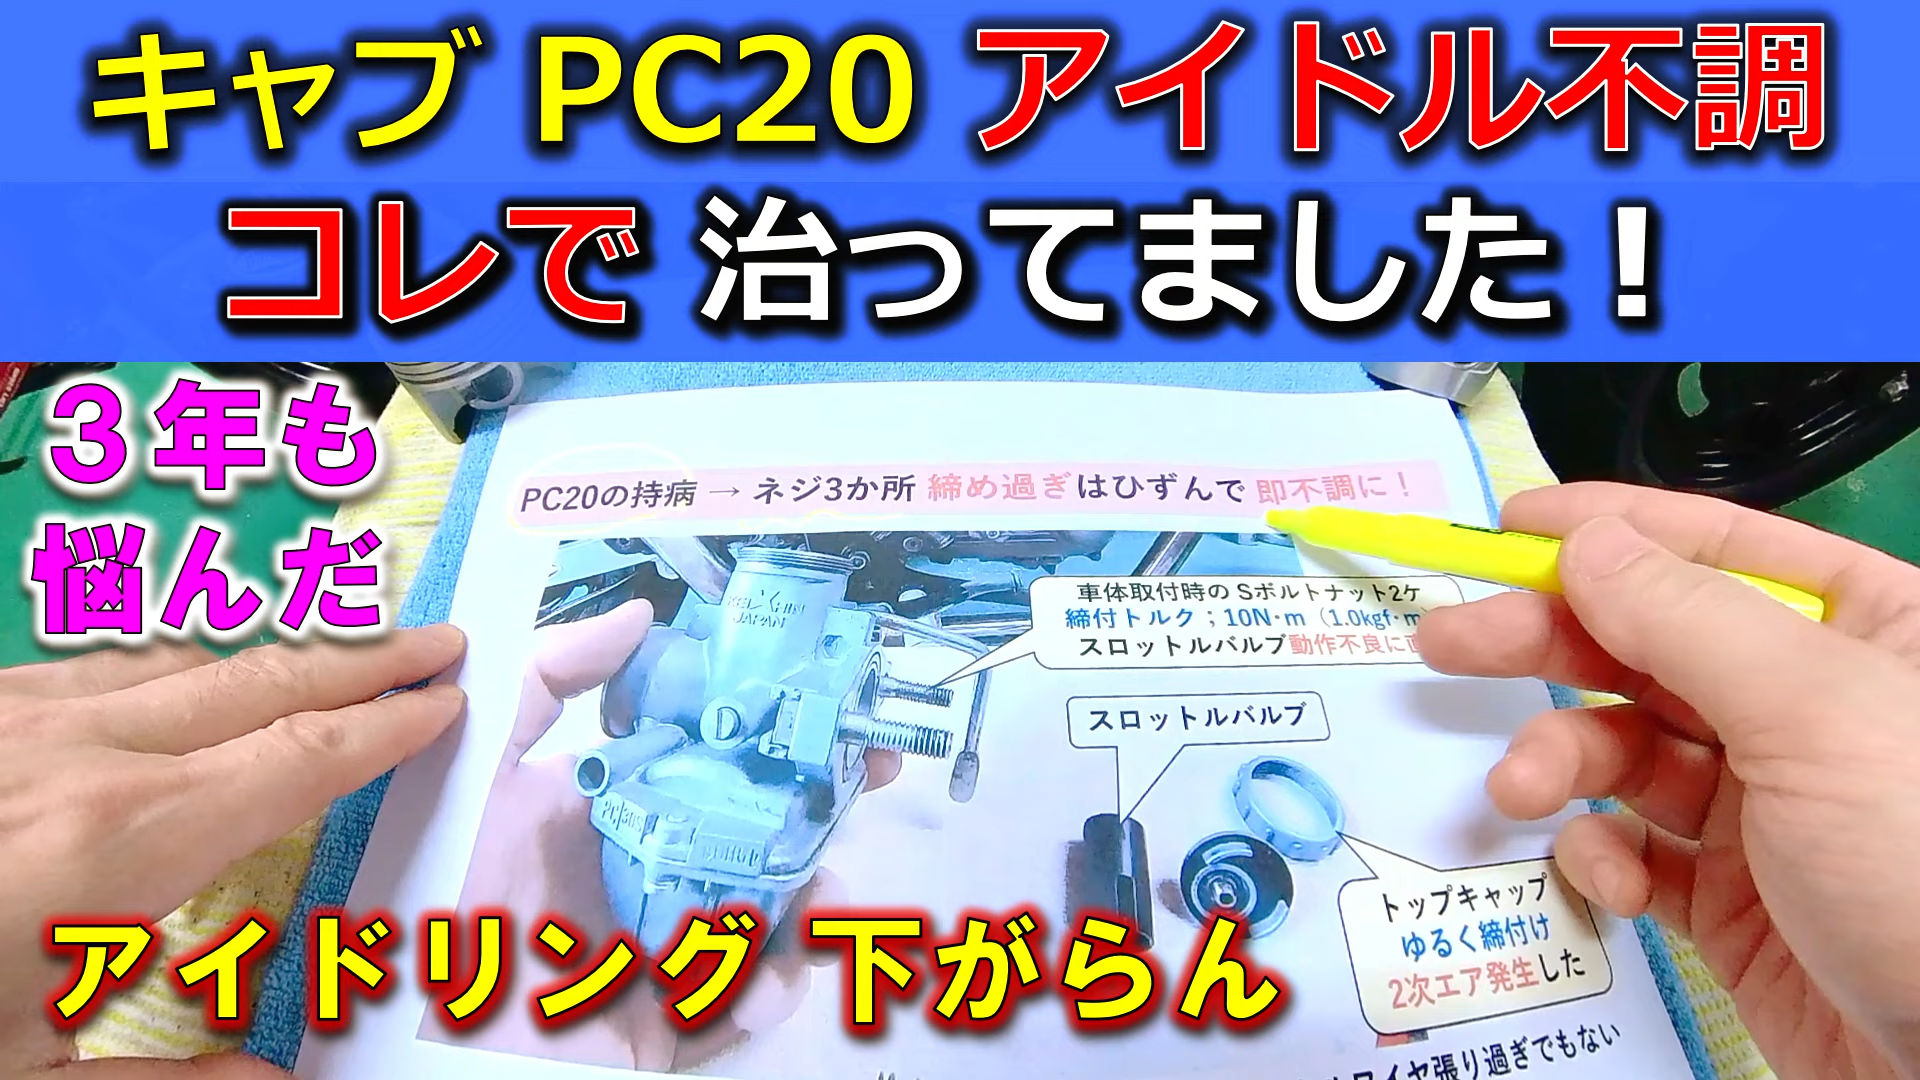 キャブ PC20 アイドル不調
コレで 治ってました！
３年も
悩んだ
PC20の持病 → ネジ3か所 締め過ぎはひずんで 即不調に！
車体取付時の Sボルトナット2ケ
締付トルク；10N･m（1.0kgf･m
スロットルバルブ動作不良に
KEIHIN
JAPAN
D
スロットルバルブ
トップキャップ
ゆるく締付け
2次エア発生した
アイドリング 下がらん
ワイヤ張り過ぎでもない